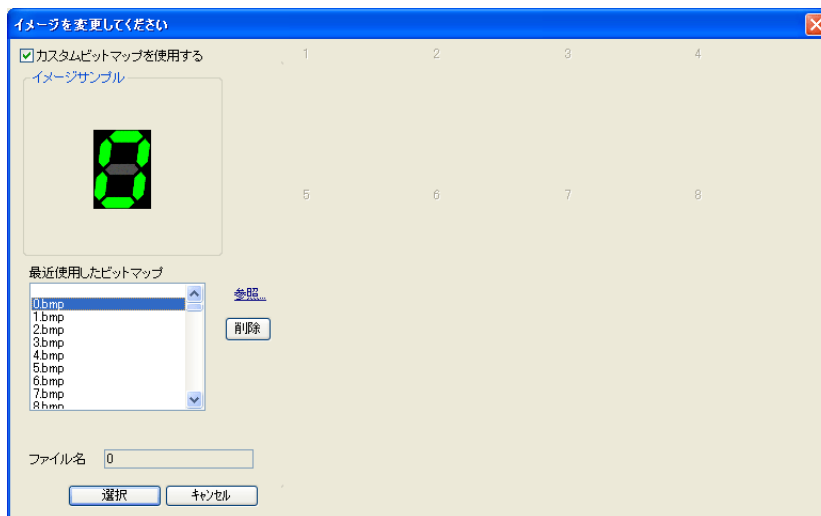 イメージを変更してください
カスタムビットマップを使用する
1 2 3 4
イメージサンプル
0
5 6 7 8
最近使用したビットマップ
0.bmp
1.bmp
2.bmp
3.bmp
4.bmp
5.bmp
6.bmp
7.bmp
8.bmp
参照...
削除
ファイル名 0
選択 キャンセル